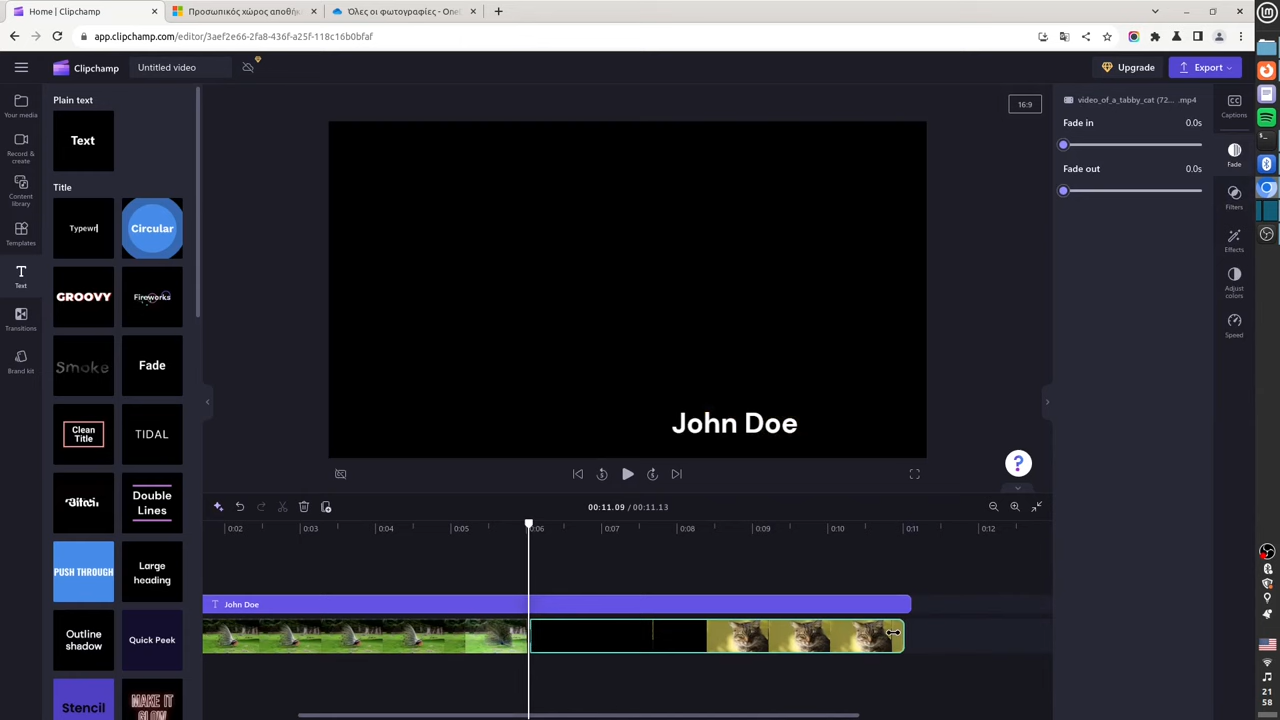 Home | Clipchamp
Προσωπικός χώρος αποθήκ
Όλες οι φωτογραφίες - One
app.clipchamp.com/editor/3aef2e66-2fa8-436f-a25f-118c16b0bfaf
Clipchamp
Untitled video
Upgrade
Export
Your media
Record & create
Content library
Templates
Text
Transitions
Brand kit
Plain text
Text
Title
Typewr
Circular
GROOVY
Fireworks
Smoke
Fade
Clean
Title
TIDAL
Glitch
Double
Lines
PUSH THROUGH
Large
heading
Outline
shadow
Quick Peek
Stencil
MAKE IT
GLOW
16:9
John Doe
?
00:11.09 / 00:11.13
0:02 0:03 0:04 0:05 0:06 0:07 0:08 0:09 0:10 0:11 0:12
T John Doe
video_of_a_tabby_cat (72... .mp4
Fade in 0.0s
Fade out 0.0s
Captions
Fade
Filters
Effects
Adjust colors
Speed
21
58